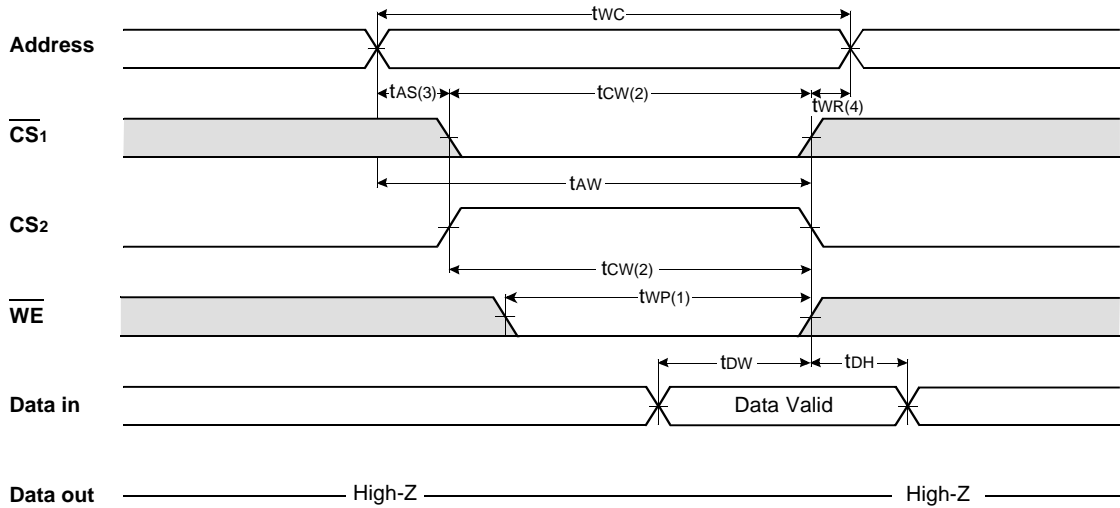 tWC
Address
tAS(3) tCW(2) tWR(4)
CS1
tAW
CS2
tCW(2)
tWP(1)
WE
tDW tDH
Data in Data Valid
Data out High-Z High-Z